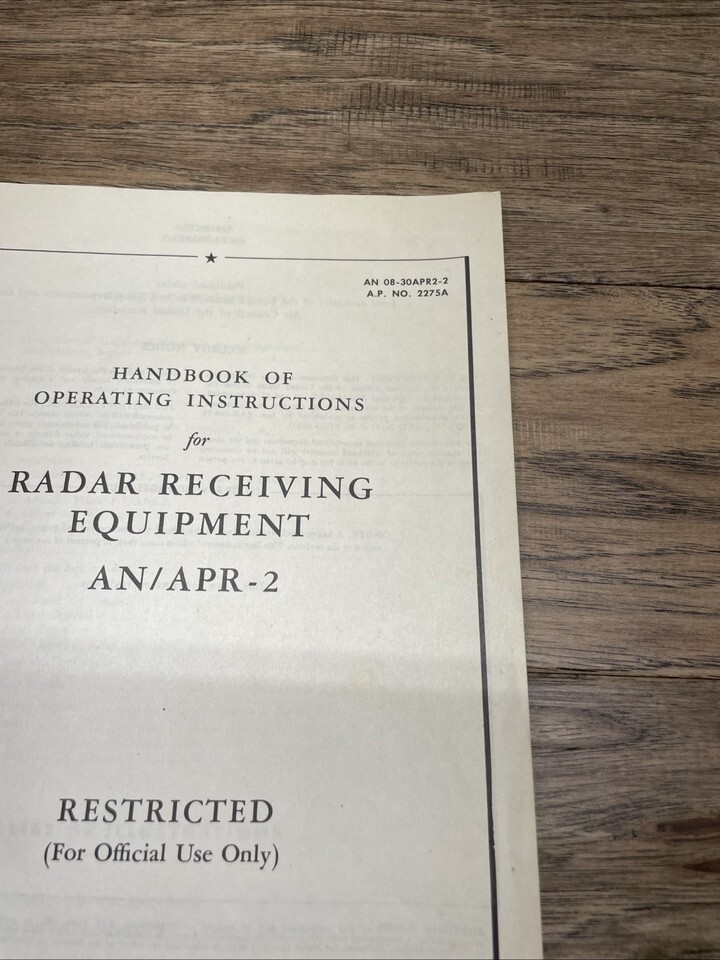 AN 08-30APR2-2
A.P. NO. 2275A
HANDBOOK OF
OPERATING INSTRUCTIONS
for
RADAR RECEIVING
EQUIPMENT
AN/APR-2
RESTRICTED
(For Official Use Only)